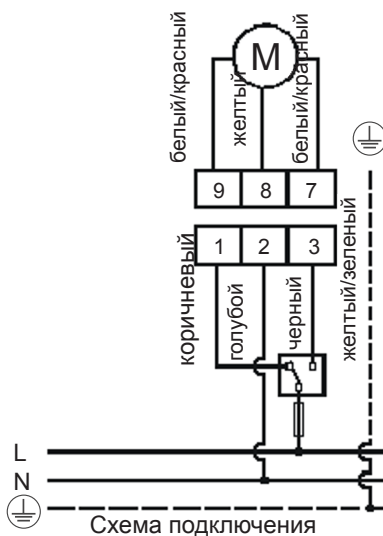 M
белый/красный
желтый
белый/красный
9 8 7
1 2 3
коричневый
голубой
черный
желтый/зеленый
L
N
Схема подключения